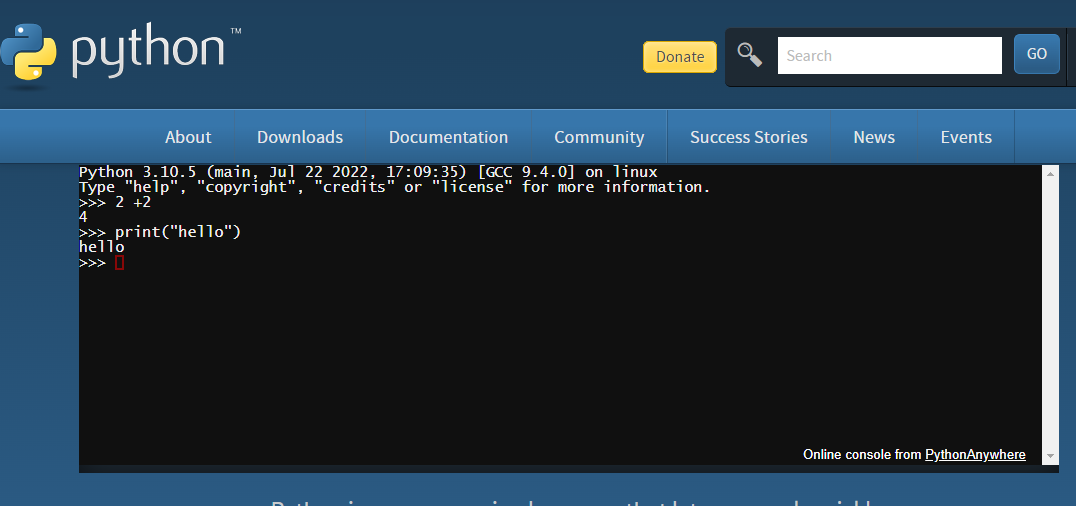 python™
Donate
Search
GO
About Downloads Documentation Community Success Stories News Events
Python 3.10.5 (main, Jul 22 2022, 17:09:35) [GCC 9.4.0] on linux
Type "help", "copyright", "credits" or "license" for more information.
>>> 2 +2
4
>>> print("hello")
hello
>>>
Online console from PythonAnywhere